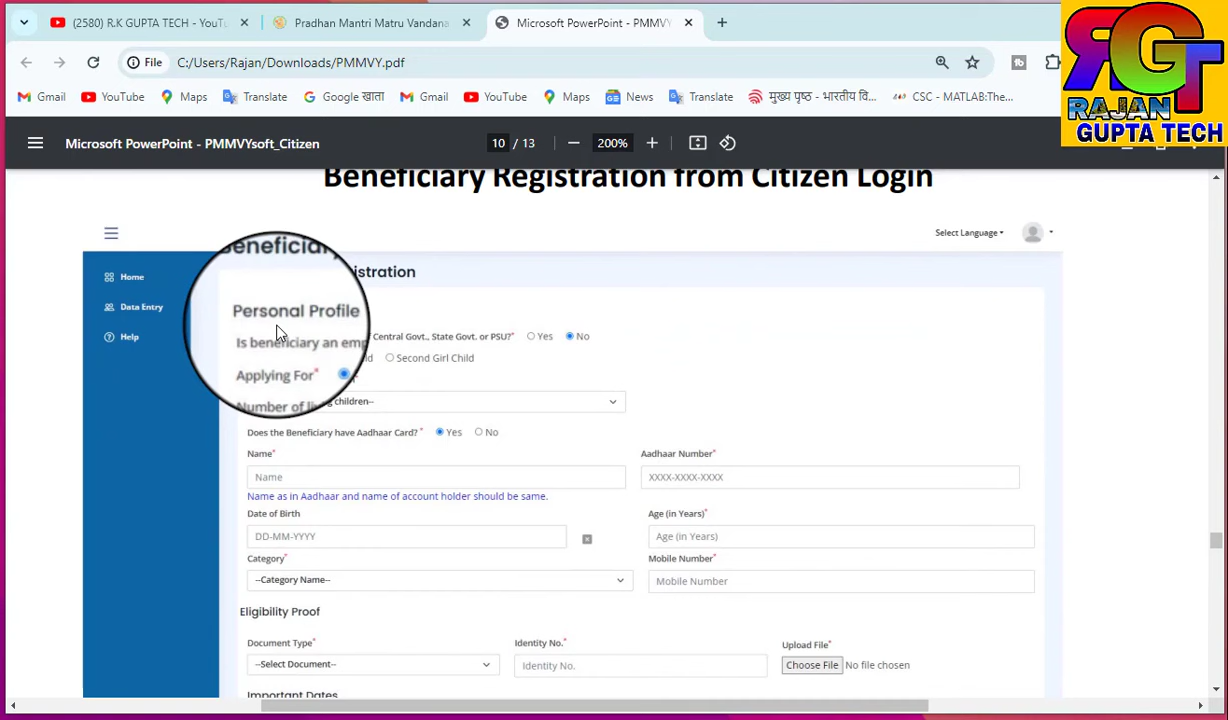 (2580) R.K GUPTA TECH - YouTu
Pradhan Mantri Matru Vandana
Microsoft PowerPoint - PMMVY
File C:/Users/Rajan/Downloads/PMMVY.pdf
Gmail YouTube Maps Translate Google खाता Gmail YouTube Maps News Translate मुख्य पृष्ठ - भारतीय वि... CSC - MATLAB:The...
RGT
RAJAN
GUPTA TECH
Microsoft PowerPoint - PMMVYsoft_Citizen 10 / 13 200%
Beneficiary Registration from Citizen Login
Select Language
Home
Data Entry
Help
Beneficiary
istration
Personal Profile
Is beneficiary an emp
Central Govt., State Govt. or PSU?* Yes No
Second Girl Child
Applying For*
Number of li
children--
Does the Beneficiary have Aadhaar Card? * Yes No
Name* Aadhaar Number*
Name XXXX-XXXX-XXXX
Name as in Aadhaar and name of account holder should be same.
Date of Birth Age (in Years)*
DD-MM-YYYY Age (in Years)
Category* Mobile Number*
--Category Name-- Mobile Number
Eligibility Proof
Document Type* Identity No.* Upload File*
--Select Document-- Identity No. Choose File No file chosen
Important Dates